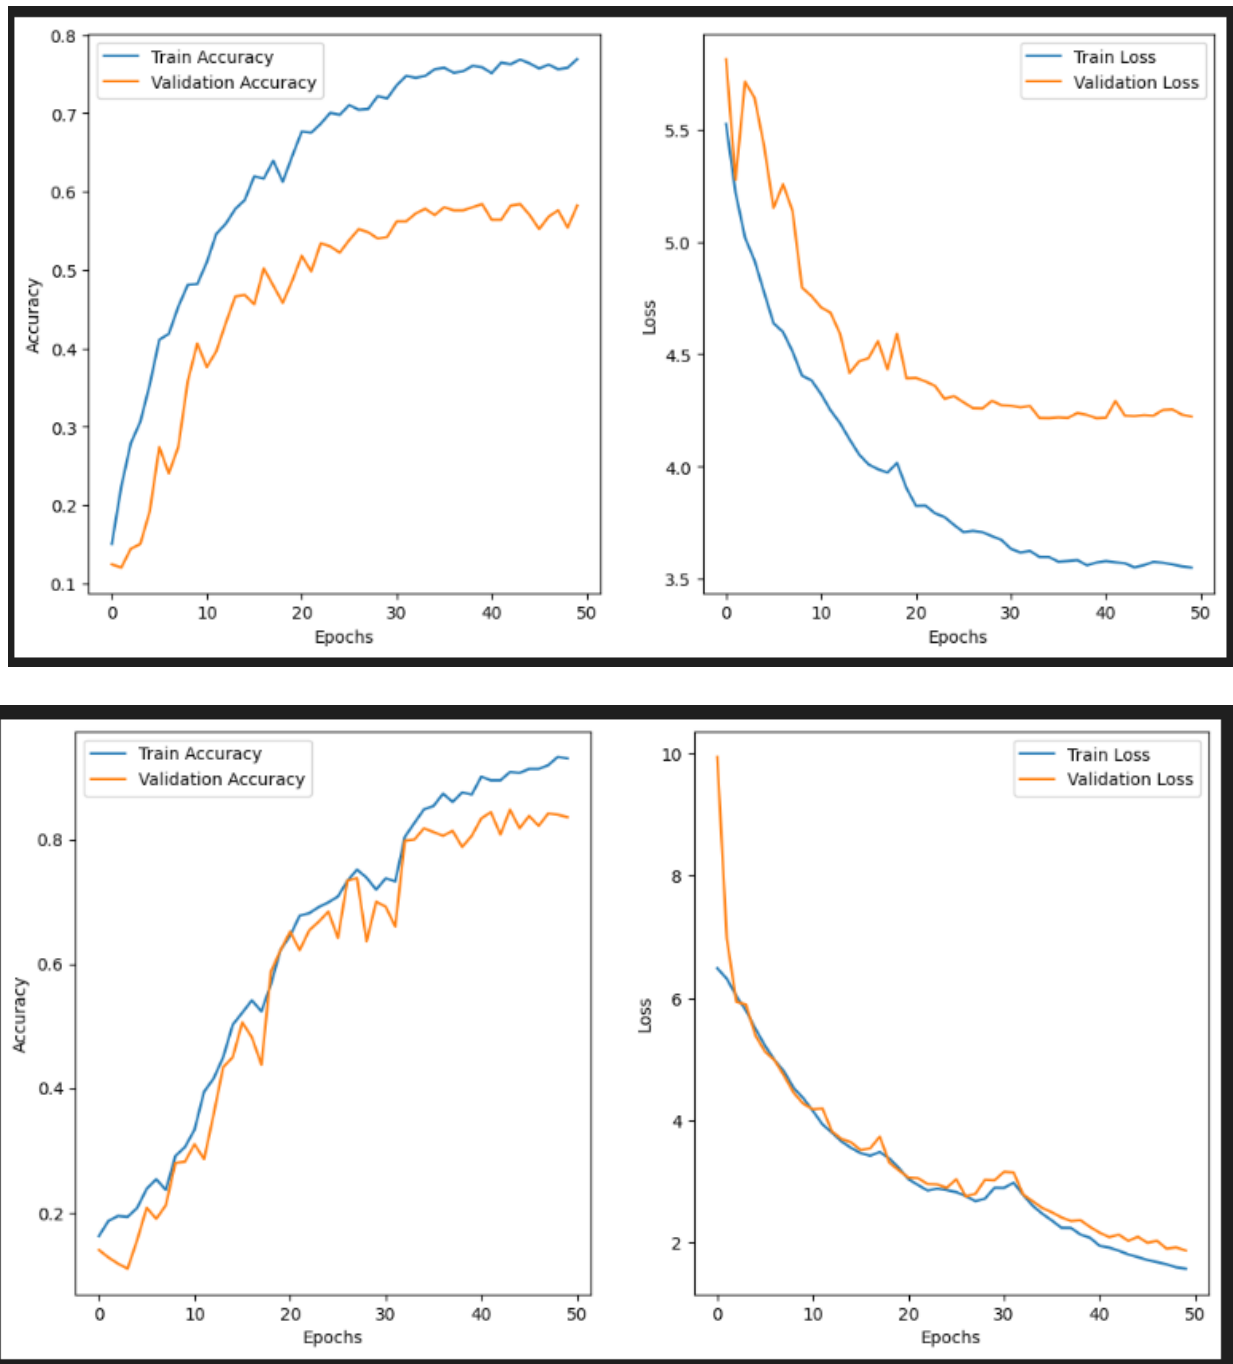 Train Accuracy
Validation Accuracy
0.8
0.7
0.6
0.5
0.4
0.3
0.2
0.1
Accuracy
0 10 20 30 40 50
Epochs
Train Loss
Validation Loss
5.5
5.0
4.5
4.0
3.5
Loss
0 10 20 30 40 50
Epochs
Train Accuracy
Validation Accuracy
0.8
0.6
0.4
0.2
Accuracy
0 10 20 30 40 50
Epochs
Train Loss
Validation Loss
10
8
6
4
2
Loss
0 10 20 30 40 50
Epochs